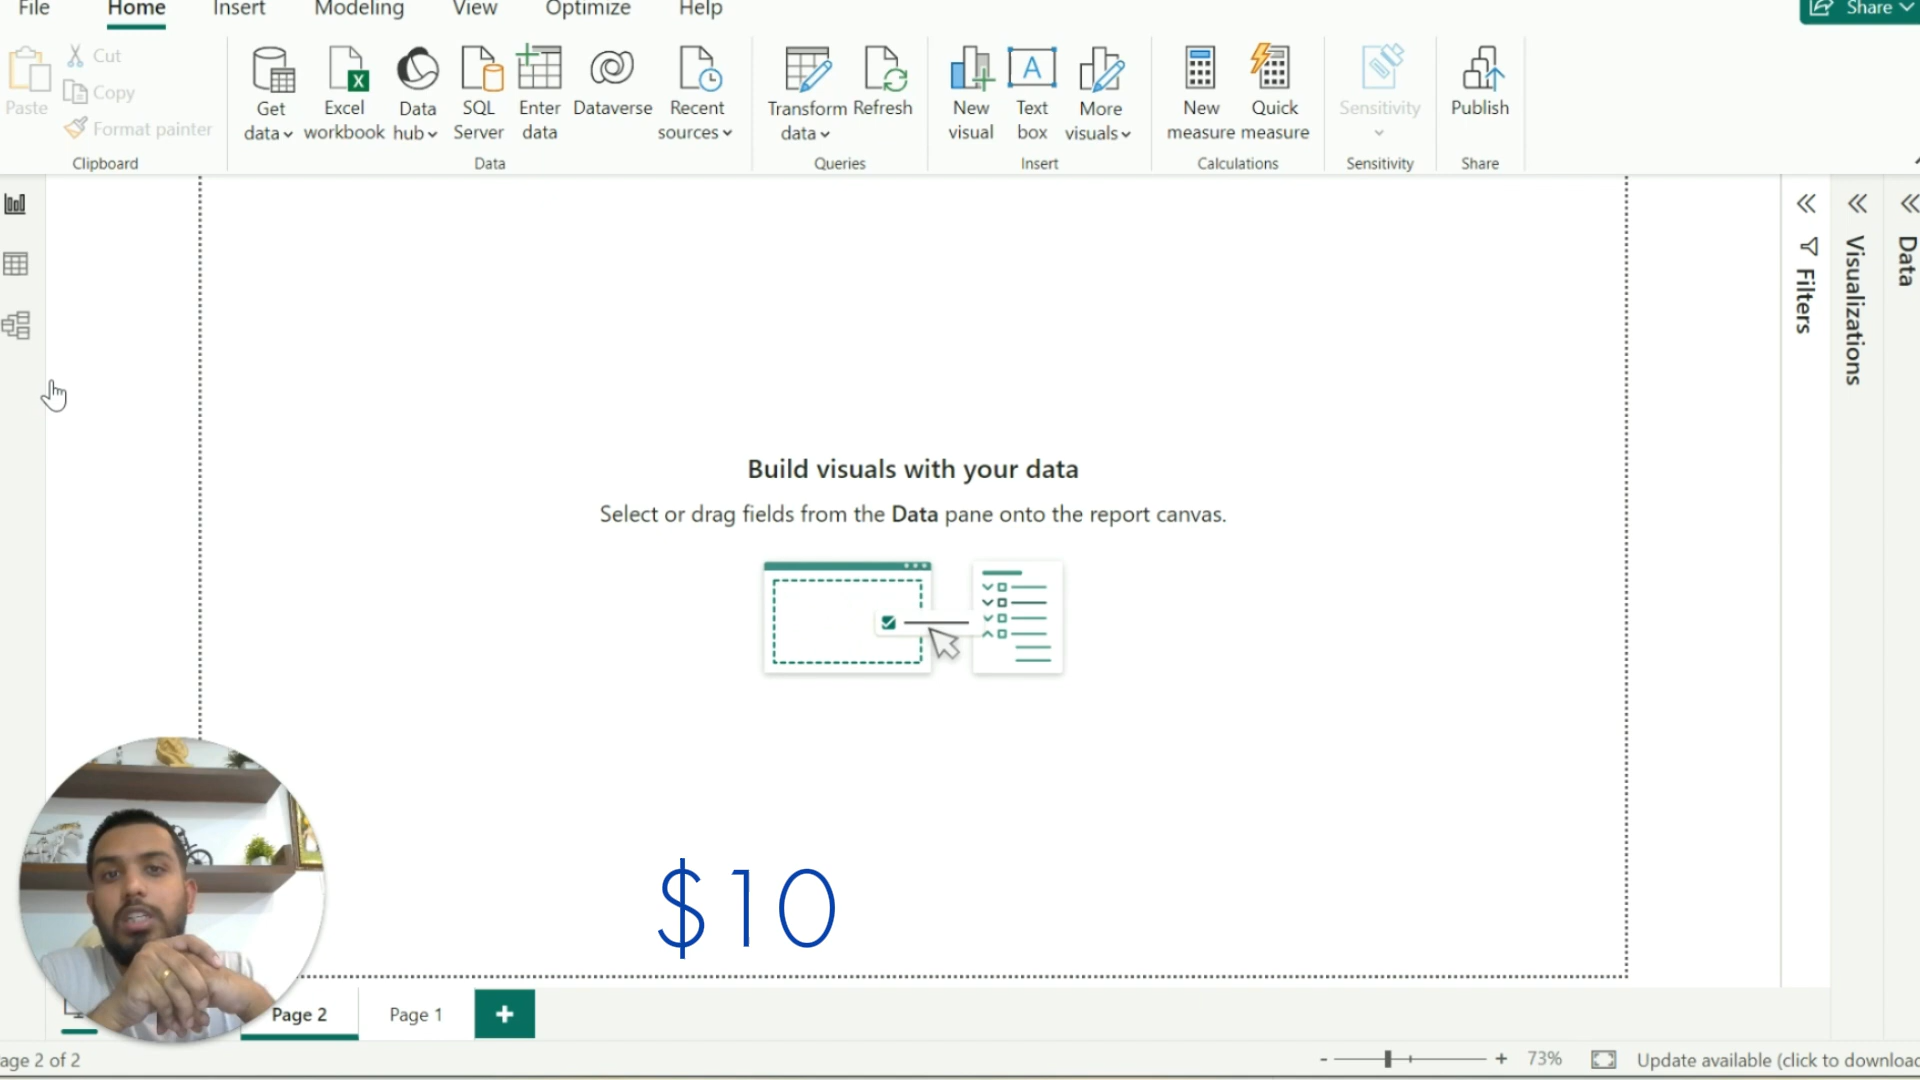 File Home Insert Modeling View Optimize Help Share
Paste
Cut
Copy
Format painter
Clipboard
Get data
Excel workbook
Data hub
SQL Server
Enter data
Dataverse
Recent sources
Data
Transform data
Refresh
Queries
New visual
Text box
More visuals
Insert
New measure
Quick measure
Calculations
Sensitivity
Sensitivity
Publish
Share
Filters
Visualizations
Data
Build visuals with your data
Select or drag fields from the Data pane onto the report canvas.
$10
Page 2 Page 1 +
age 2 of 2
- + 73% Update available (click to download